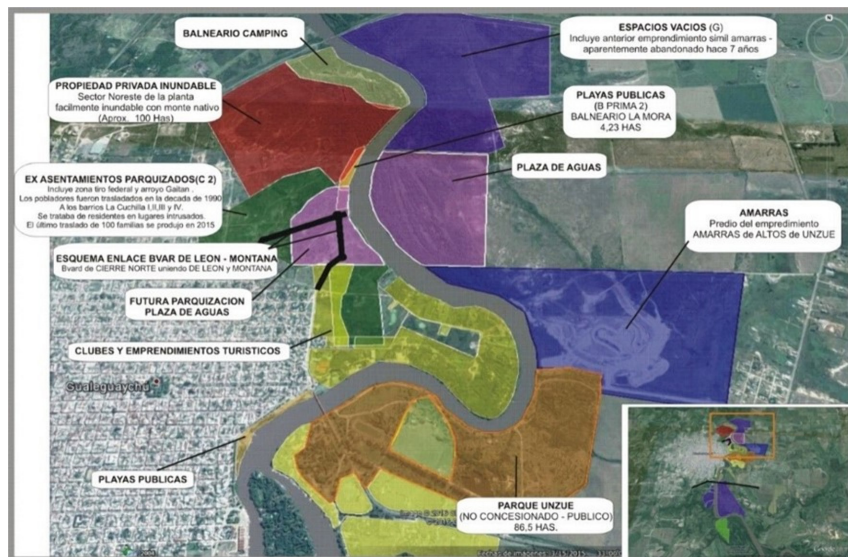 BALNEARIO CAMPING
ESPACIOS VACIOS (G)
Incluye anterior emprendimiento simil amarras -
aparentemente abandonado hace 7 años
PROPIEDAD PRIVADA INUNDABLE
Sector Noreste de la planta
facilmente inundable con monte nativo
(Aprox. 100 Has)
PLAYAS PUBLICAS
(B PRIMA 2)
BALNEARIO LA MORA
4,23 HAS
PLAZA DE AGUAS
EX ASENTAMIENTOS PARQUIZADOS(C 2)
Incluye zona tiro federal y arroyo Gaitan .
Los pobladores fueron trasladados en la decada de 1990
A los barrios La Cuchilla I,II,III y IV.
Se trataba de residentes en lugares intrusados.
El último traslado de 100 familias se produjo en 2015
AMARRAS
Predio del empredimiento
AMARRAS de ALTOS de UNZUE
ESQUEMA ENLACE BVAR DE LEON - MONTANA
Bvard de CIERRE NORTE uniendo DE LEON y MONTANA
FUTURA PARQUIZACION
PLAZA DE AGUAS
CLUBES Y EMPRENDIMIENTOS TURISTICOS
Gualeguaychú
PLAYAS PUBLICAS
PARQUE UNZUE
(NO CONCESIONADO - PUBLICO)
86,5 HAS.